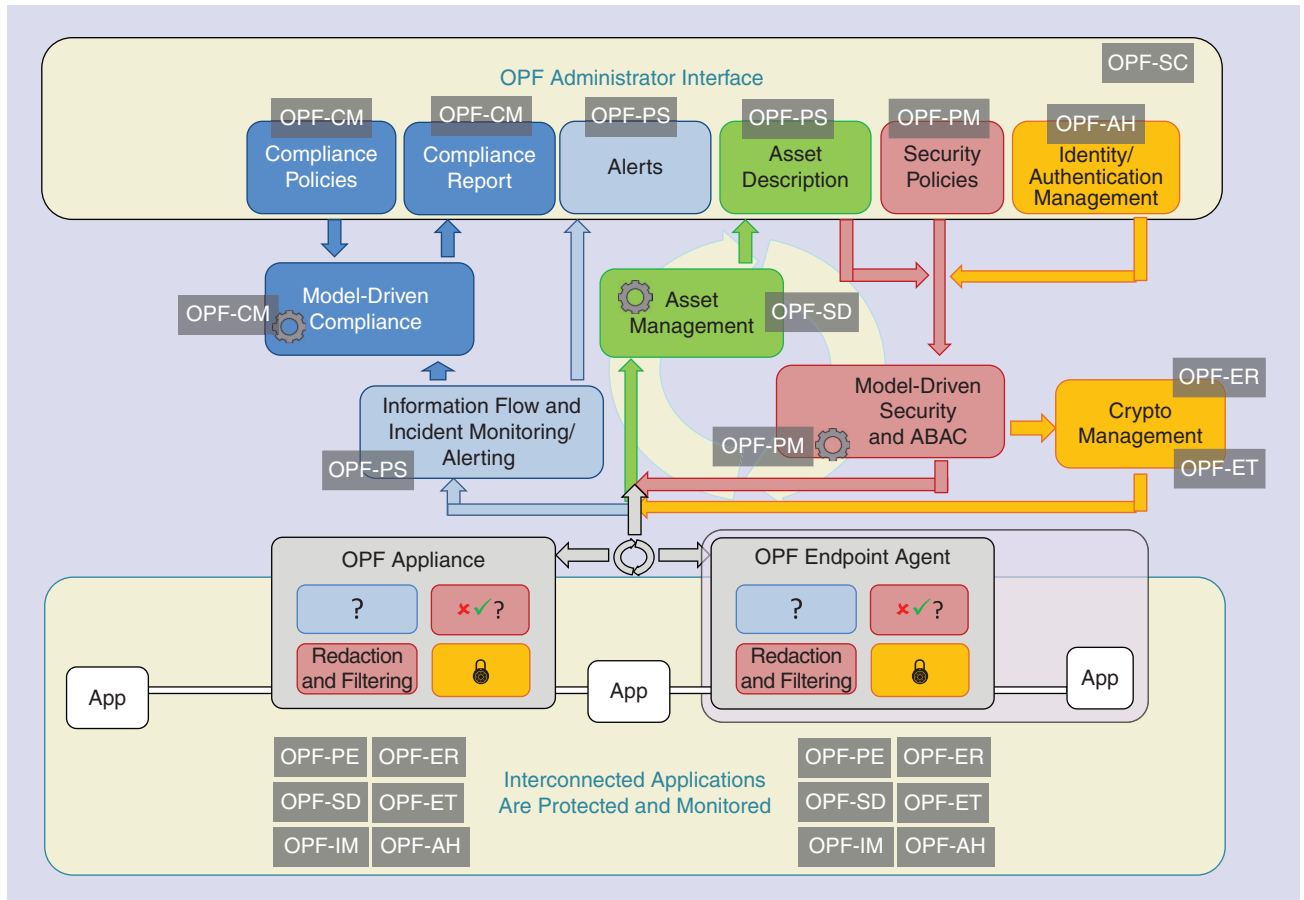 OPF-SC
OPF Administrator Interface
OPF-CM
OPF-CM
OPF-PS
OPF-PS
OPF-PM
OPF-AH
Compliance
Policies
Compliance
Report
Alerts
Asset
Description
Security
Policies
Identity/
Authentication
Management
Model-Driven
Compliance
OPF-CM
Asset
Management
OPF-SD
Information Flow and
Incident Monitoring/
Alerting
OPF-PS
Model-Driven
Security
and ABAC
OPF-PM
OPF-ER
Crypto
Management
OPF-ET
OPF Appliance
?
?
Redaction
and Filtering
OPF Endpoint Agent
?
?
Redaction
and Filtering
App
App
App
OPF-PE OPF-ER
OPF-SD OPF-ET
OPF-IM OPF-AH
Interconnected Applications
Are Protected and Monitored
OPF-PE OPF-ER
OPF-SD OPF-ET
OPF-IM OPF-AH